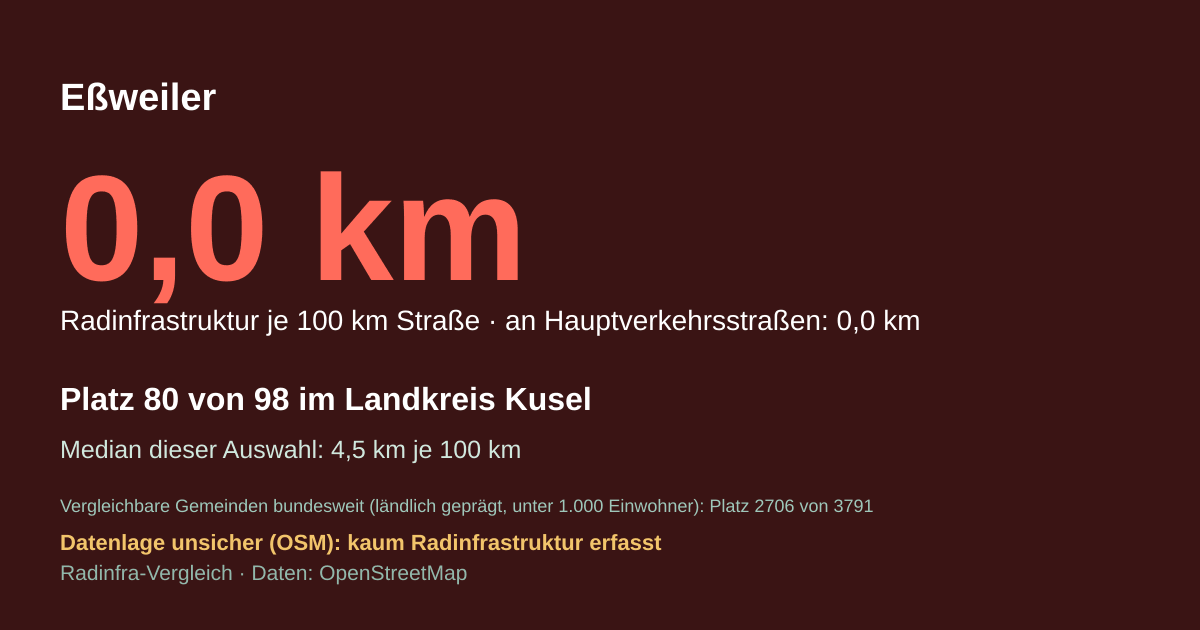 Eßweiler
0,0 km
Radinfrastruktur je 100 km Straße · an Hauptverkehrsstraßen: 0,0 km
Platz 80 von 98 im Landkreis Kusel
Median dieser Auswahl: 4,5 km je 100 km
Vergleichbare Gemeinden bundesweit (ländlich geprägt, unter 1.000 Einwohner): Platz 2706 von 3791
Datenlage unsicher (OSM): kaum Radinfrastruktur erfasst
Radinfra-Vergleich · Daten: OpenStreetMap